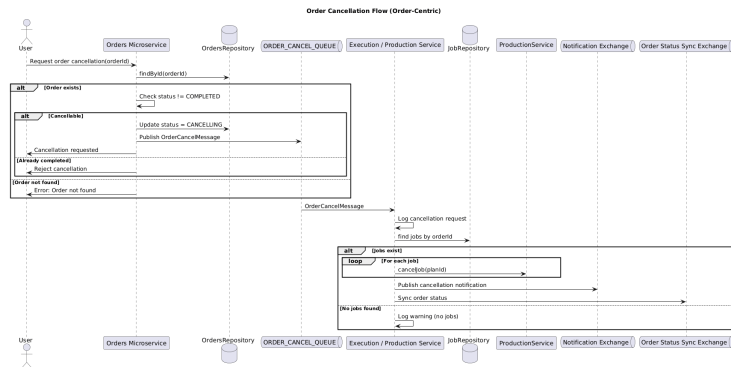 Order Cancellation Flow (Order-Centric)
User
Orders Microservice
OrdersRepository
ORDER_CANCEL_QUEUE
Execution / Production Service
JobRepository
ProductionService
Notification Exchange
Order Status Sync Exchange
Request order cancellation(orderId)
findById(orderId)
alt [Order exists]
Check status != COMPLETED
alt [Cancellable]
Update status = CANCELLING
Publish OrderCancelMessage
Cancellation requested
[Already completed]
Reject cancellation
[Order not found]
Error: Order not found
OrderCancelMessage
Log cancellation request
find jobs by orderId
alt [Jobs exist]
loop [For each job]
cancelJob(planId)
Publish cancellation notification
Sync order status
[No jobs found]
Log warning (no jobs)
User
Orders Microservice
OrdersRepository
ORDER_CANCEL_QUEUE
Execution / Production Service
JobRepository
ProductionService
Notification Exchange
Order Status Sync Exchange